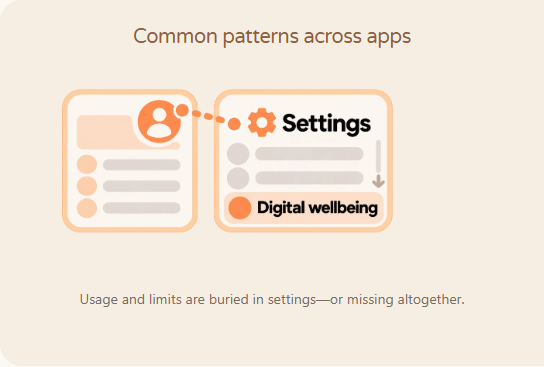 Common patterns across apps
Settings
Digital wellbeing
Usage and limits are buried in settings—or missing altogether.